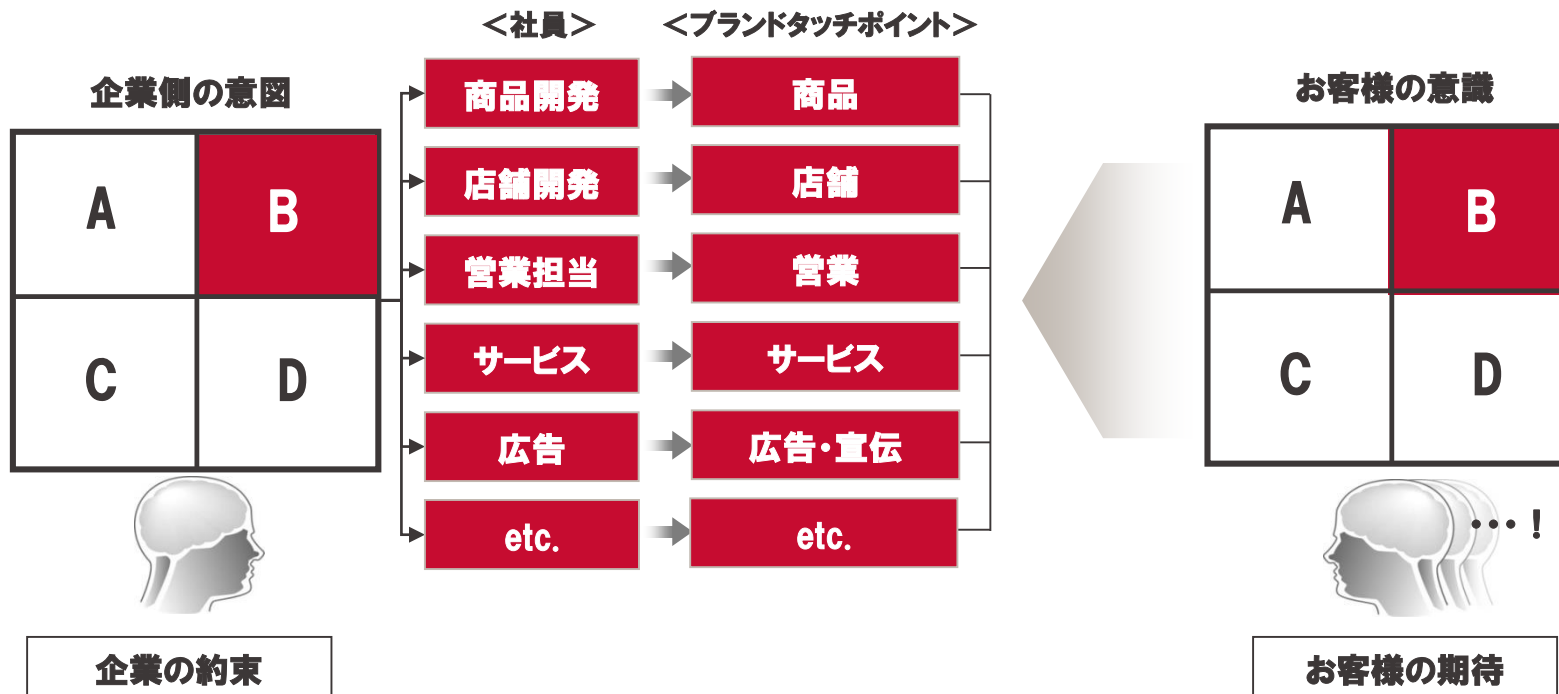 ＜社員＞
＜ブランドタッチポイント＞
企業側の意図
A
B
C
D
企業の約束
商品開発
店舗開発
営業担当
サービス
広告
etc.
商品
店舗
営業
サービス
広告・宣伝
etc.
お客様の意識
A
B
C
D
･･･！
お客様の期待